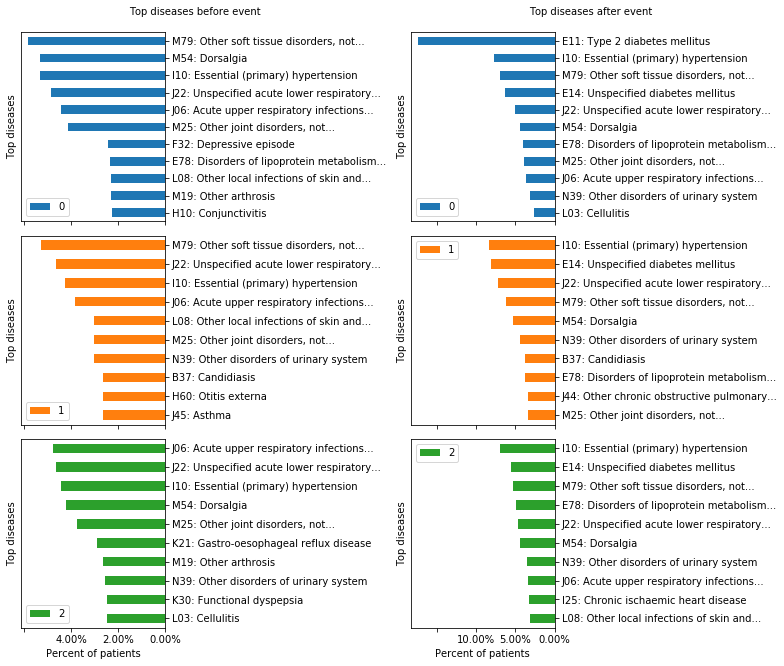 Top diseases before event
Top diseases
M79: Other soft tissue disorders, not...
M54: Dorsalgia
I10: Essential (primary) hypertension
J22: Unspecified acute lower respiratory...
J06: Acute upper respiratory infections...
M25: Other joint disorders, not...
F32: Depressive episode
E78: Disorders of lipoprotein metabolism...
L08: Other local infections of skin and...
M19: Other arthrosis
H10: Conjunctivitis
0
Top diseases
M79: Other soft tissue disorders, not...
J22: Unspecified acute lower respiratory...
I10: Essential (primary) hypertension
J06: Acute upper respiratory infections...
L08: Other local infections of skin and...
M25: Other joint disorders, not...
N39: Other disorders of urinary system
B37: Candidiasis
H60: Otitis externa
J45: Asthma
1
Top diseases
J06: Acute upper respiratory infections...
J22: Unspecified acute lower respiratory...
I10: Essential (primary) hypertension
M54: Dorsalgia
M25: Other joint disorders, not...
K21: Gastro-oesophageal reflux disease
M19: Other arthrosis
N39: Other disorders of urinary system
K30: Functional dyspepsia
L03: Cellulitis
2
4.00% 2.00% 0.00%
Percent of patients
Top diseases after event
Top diseases
E11: Type 2 diabetes mellitus
I10: Essential (primary) hypertension
M79: Other soft tissue disorders, not...
E14: Unspecified diabetes mellitus
J22: Unspecified acute lower respiratory...
M54: Dorsalgia
E78: Disorders of lipoprotein metabolism...
M25: Other joint disorders, not...
J06: Acute upper respiratory infections...
N39: Other disorders of urinary system
L03: Cellulitis
0
Top diseases
1
I10: Essential (primary) hypertension
E14: Unspecified diabetes mellitus
J22: Unspecified acute lower respiratory...
M79: Other soft tissue disorders, not...
M54: Dorsalgia
N39: Other disorders of urinary system
B37: Candidiasis
E78: Disorders of lipoprotein metabolism...
J44: Other chronic obstructive pulmonary...
M25: Other joint disorders, not...
Top diseases
2
I10: Essential (primary) hypertension
E14: Unspecified diabetes mellitus
M79: Other soft tissue disorders, not...
E78: Disorders of lipoprotein metabolism...
J22: Unspecified acute lower respiratory...
M54: Dorsalgia
N39: Other disorders of urinary system
J06: Acute upper respiratory infections...
I25: Chronic ischaemic heart disease
L08: Other local infections of skin and...
10.00% 5.00% 0.00%
Percent of patients